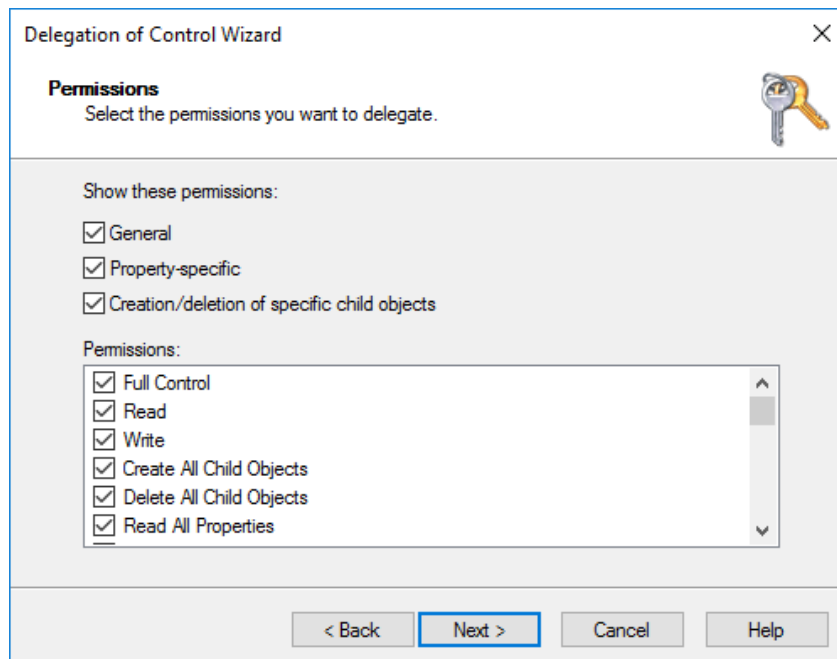 Delegation of Control Wizard
Permissions
Select the permissions you want to delegate.
Show these permissions:
General
Property-specific
Creation/deletion of specific child objects
Permissions:
Full Control
Read
Write
Create All Child Objects
Delete All Child Objects
Read All Properties
< Back Next > Cancel Help